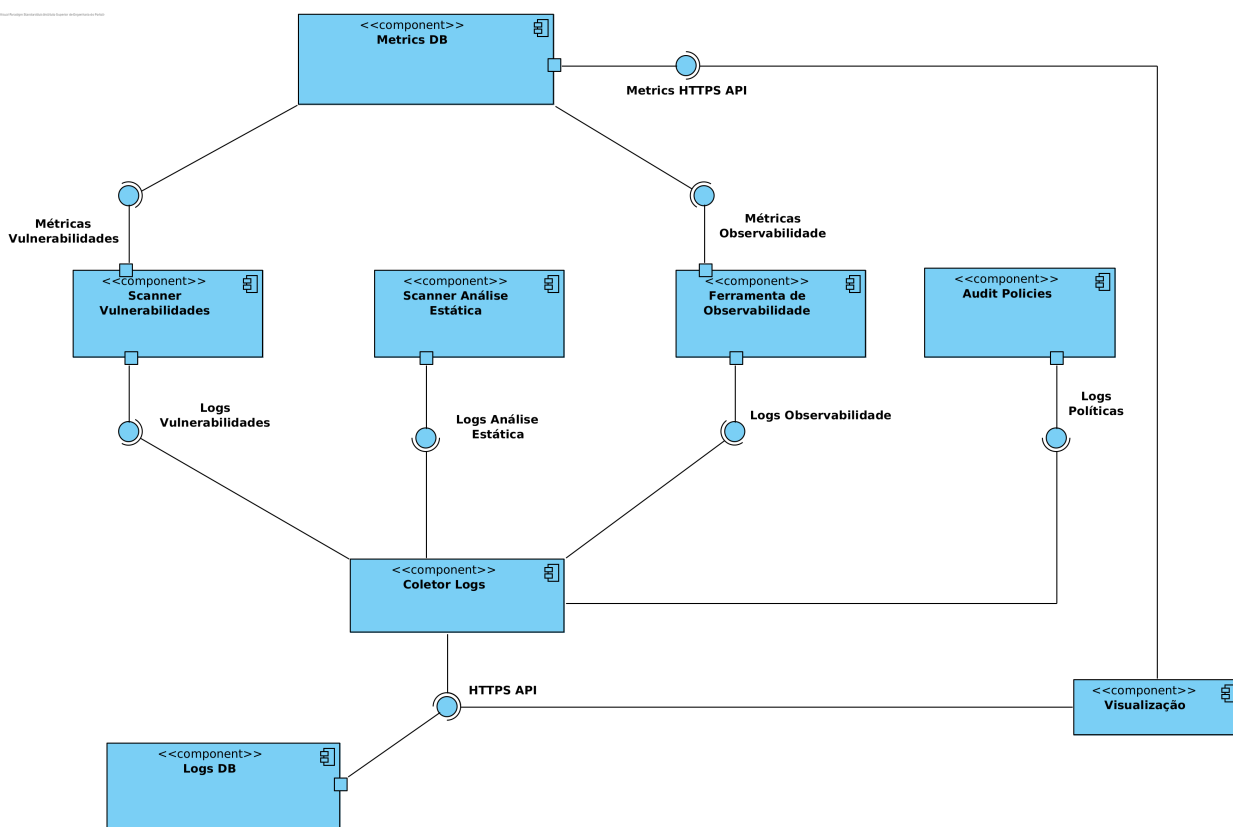 <<component>>
Metrics DB
Metrics HTTPS API
Métricas
Vulnerabilidades
Métricas
Observabilidade
<<component>>
Scanner
Vulnerabilidades
<<component>>
Scanner Análise
Estática
<<component>>
Ferramenta de
Observabilidade
<<component>>
Audit Policies
Logs
Vulnerabilidades
Logs Análise
Estática
Logs Observabilidade
Logs
Políticas
<<component>>
Coletor Logs
HTTPS API
<<component>>
Visualização
<<component>>
Logs DB